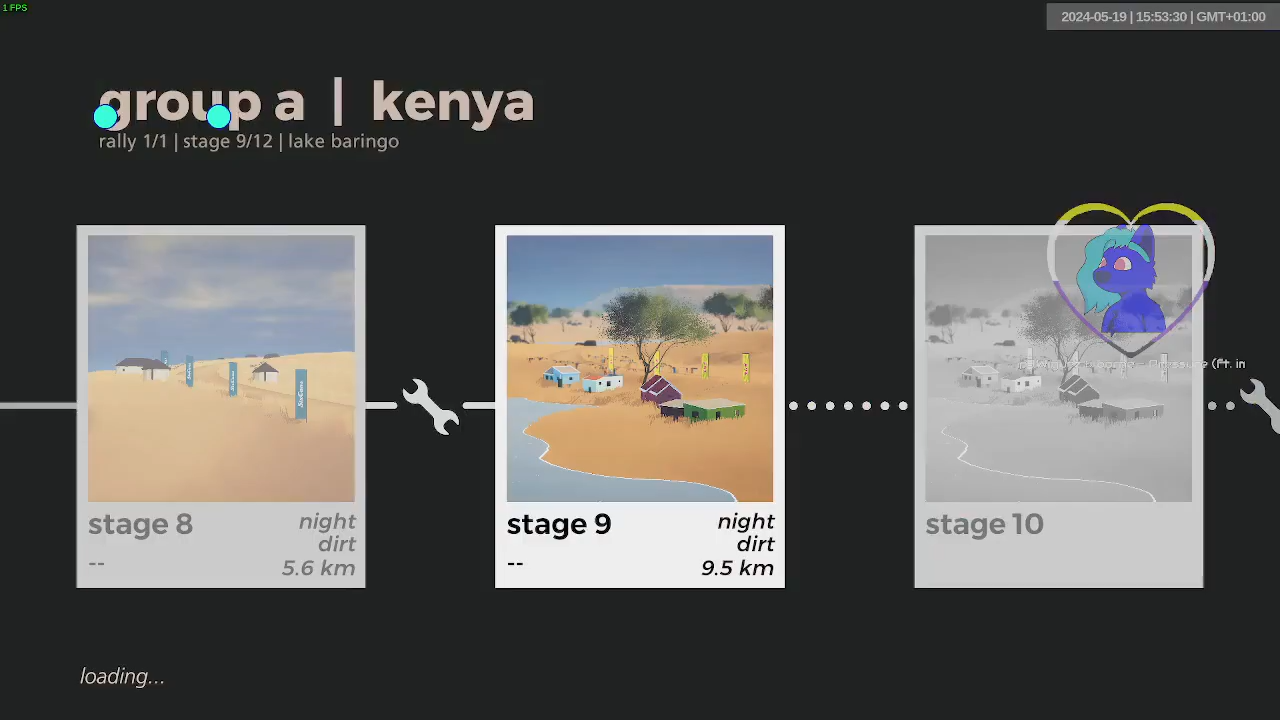 1 FPS
2024-05-19 | 15:53:30 | GMT+01:00
group a | kenya
rally 1/1 | stage 9/12 | lake baringo
stage 8
night
dirt
--
5.6 km
stage 9
night
dirt
--
9.5 km
stage 10
(ft. in
loading...